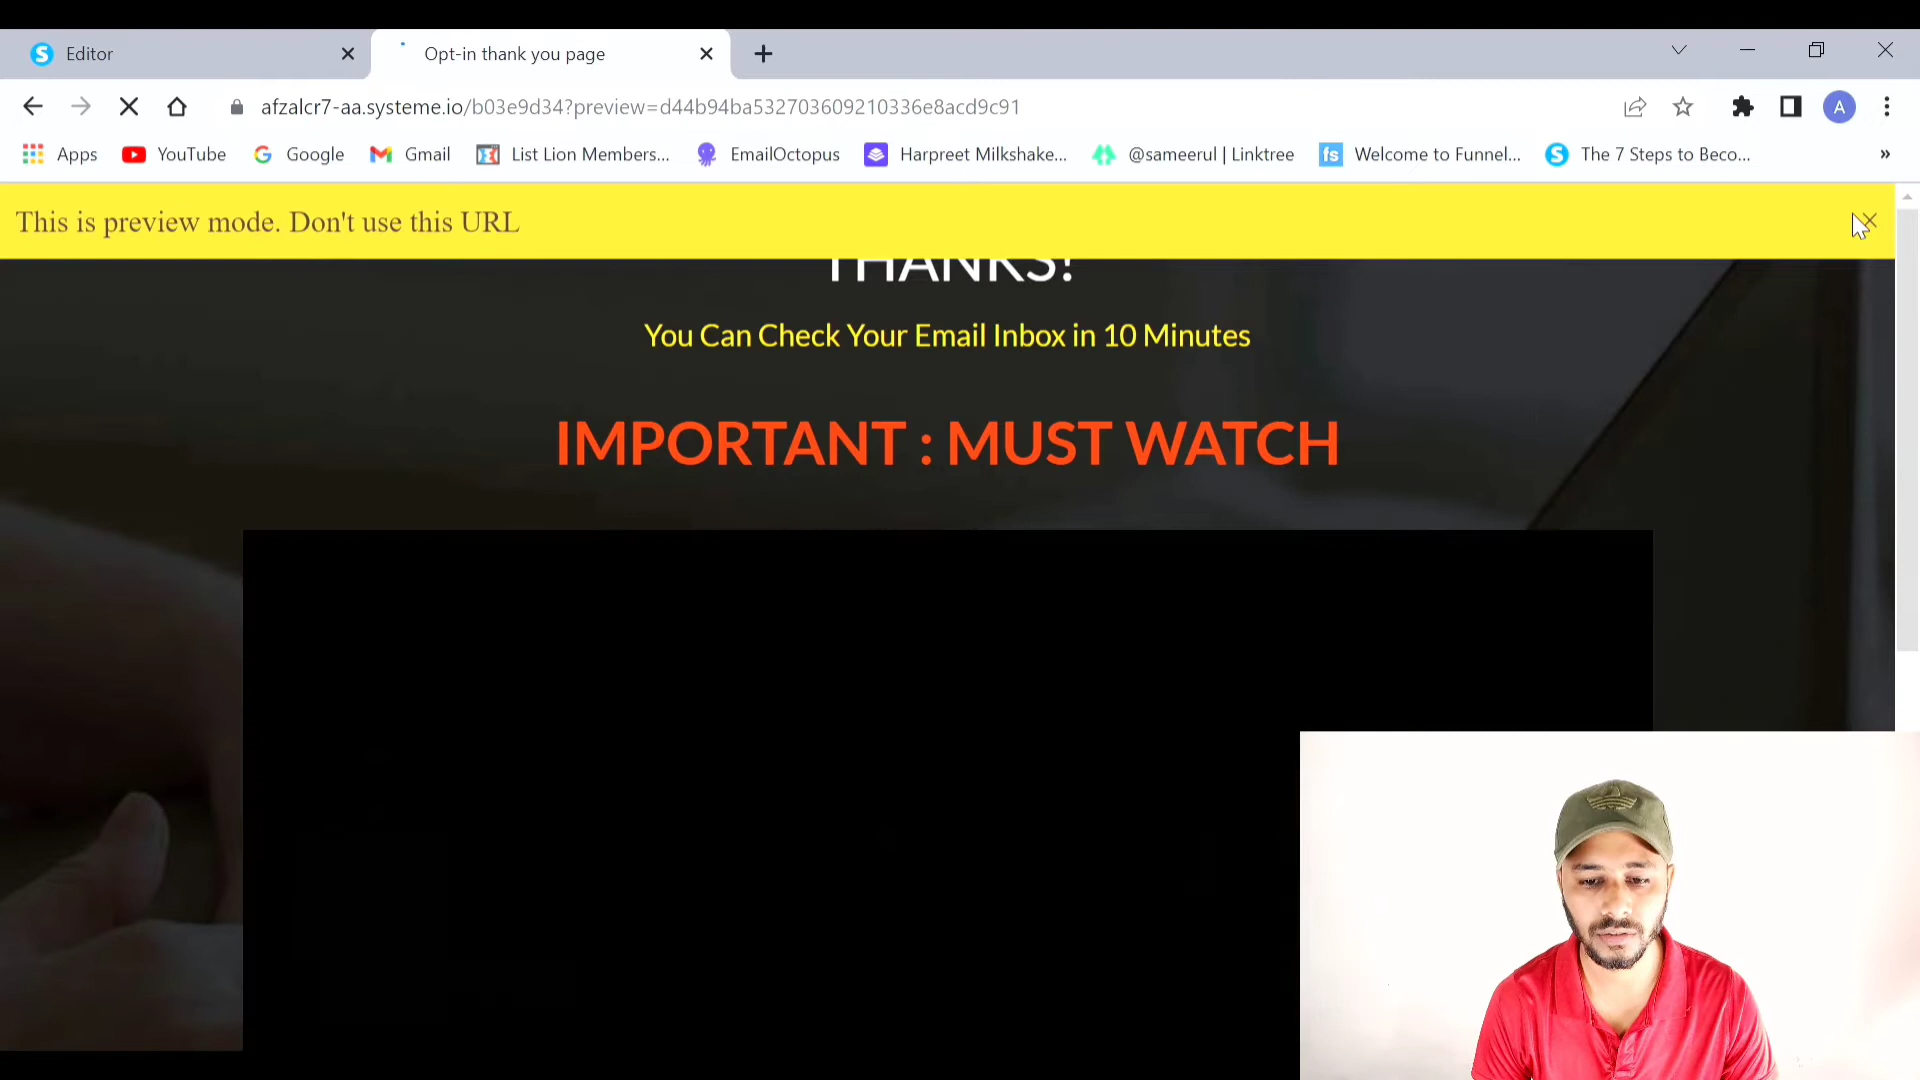 Editor
Opt-in thank you page
afzalcr7-aa.systeme.io/b03e9d34?preview=d44b94ba532703609210336e8acd9c91
A
Apps
YouTube
Google
Gmail
List Lion Members...
EmailOctopus
Harpreet Milkshake...
@sameerul | Linktree
fs
Welcome to Funnel...
The 7 Steps to Beco...
»
This is preview mode. Don't use this URL
THANKS!
You Can Check Your Email Inbox in 10 Minutes
IMPORTANT : MUST WATCH